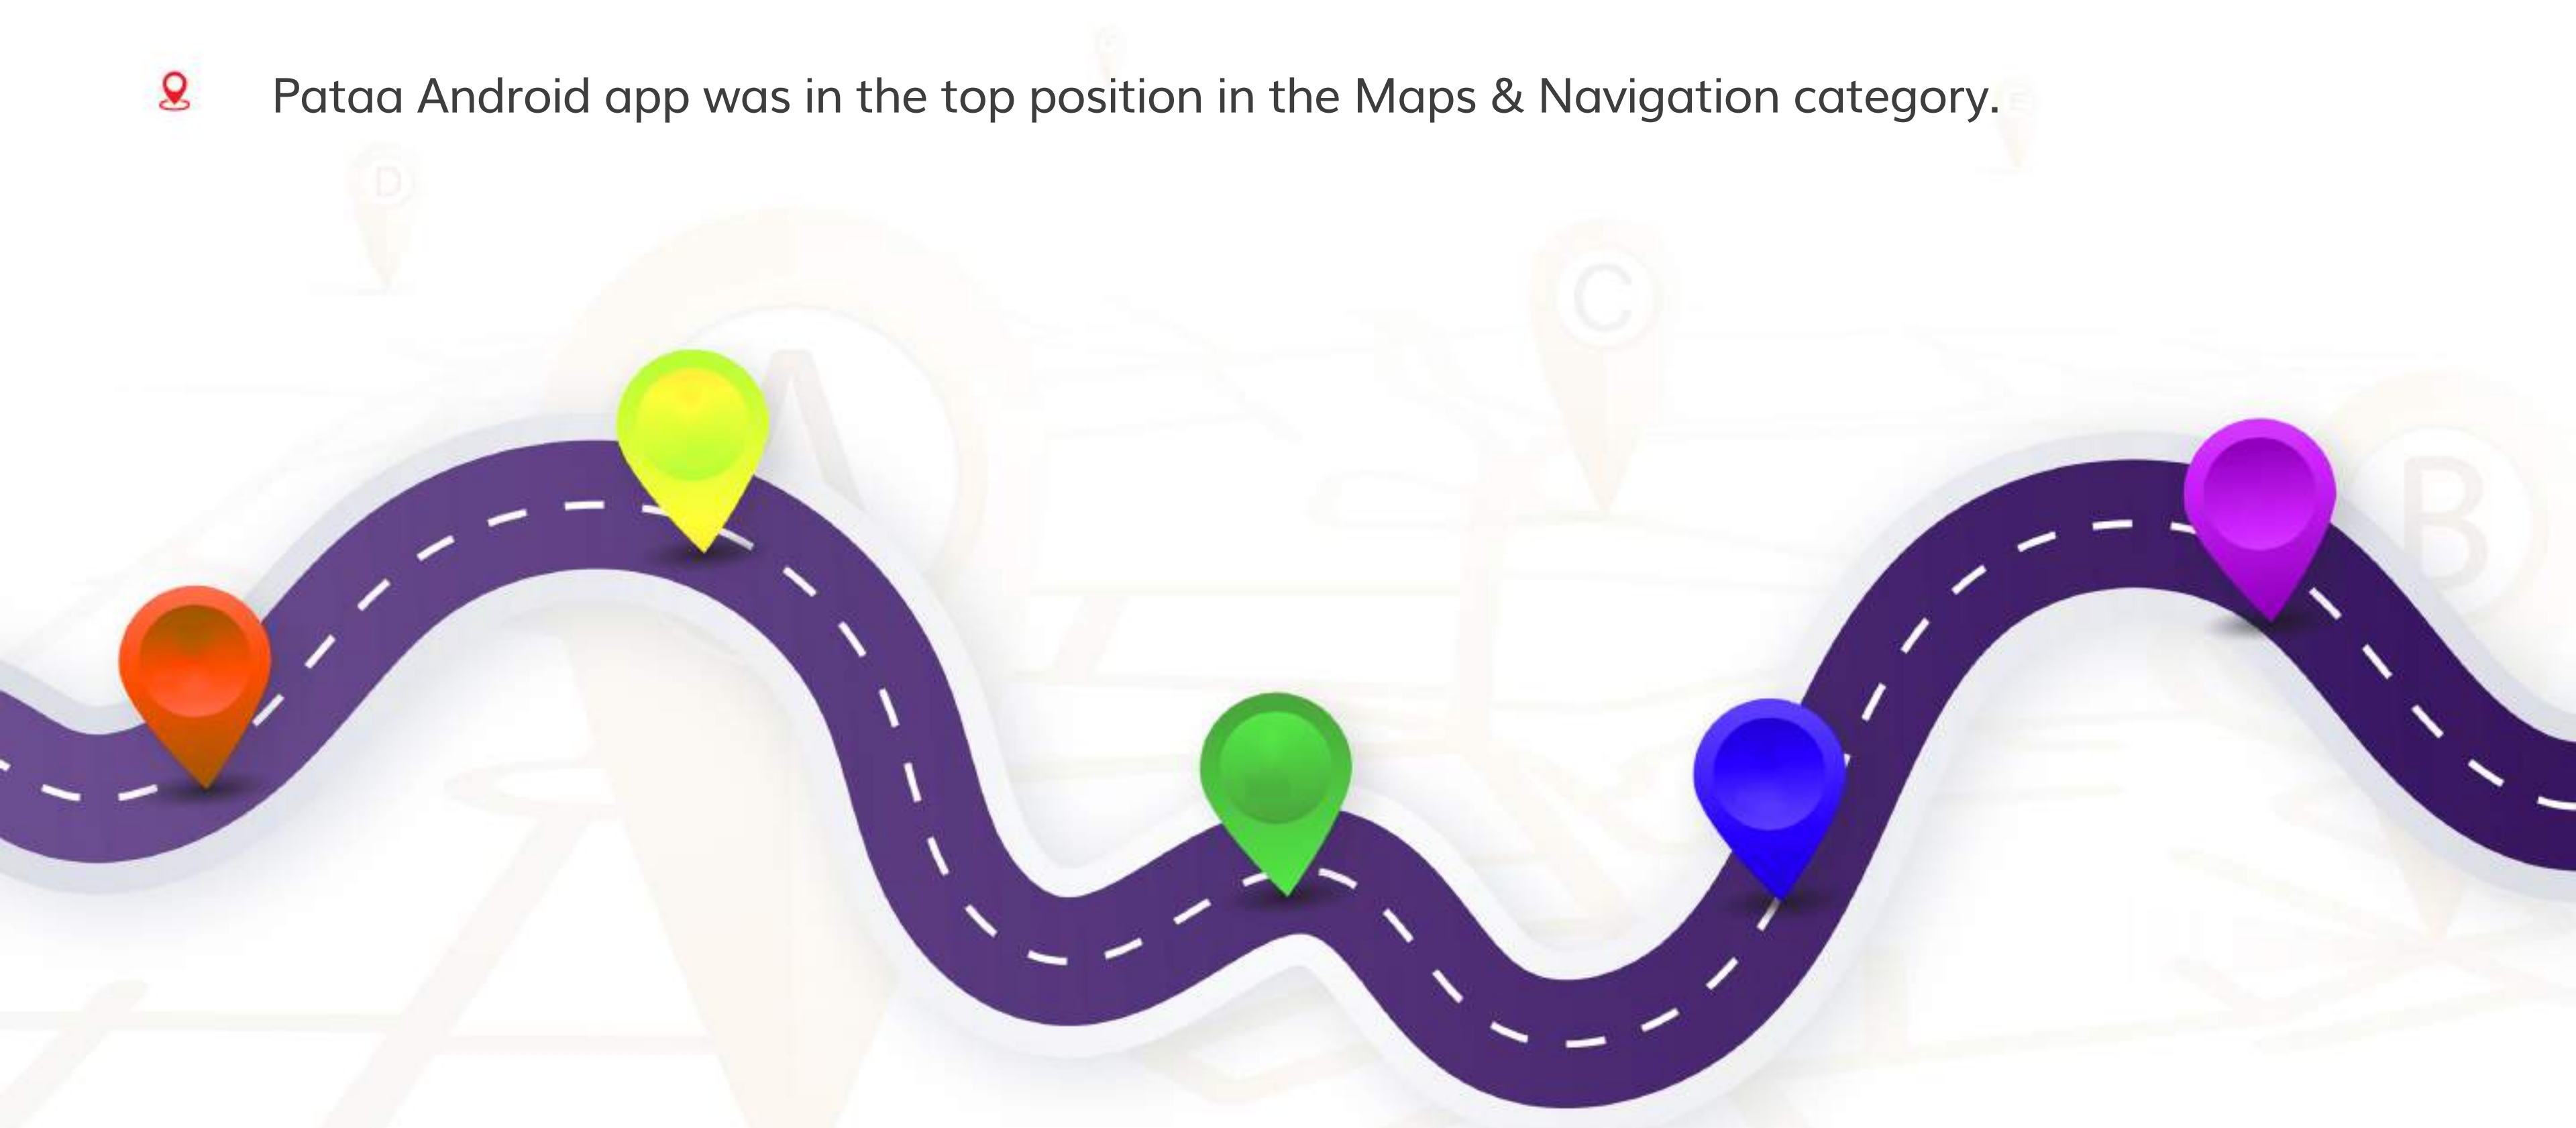 Pataa Android app was in the top position in the Maps & Navigation category.
D
E
C
A
B